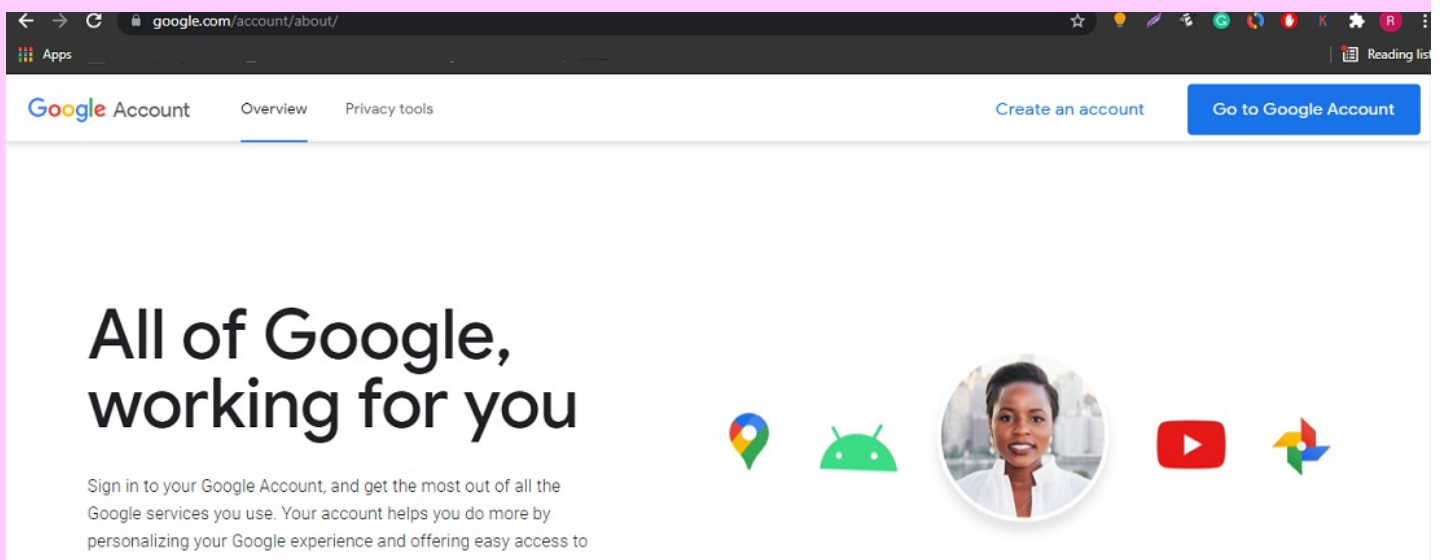 google.com/account/about/
G
K
R
Apps
Reading list
Google Account
Overview
Privacy tools
Create an account
Go to Google Account
All of Google,
working for you
Sign in to your Google Account, and get the most out of all the
Google services you use. Your account helps you do more by
personalizing your Google experience and offering easy access to